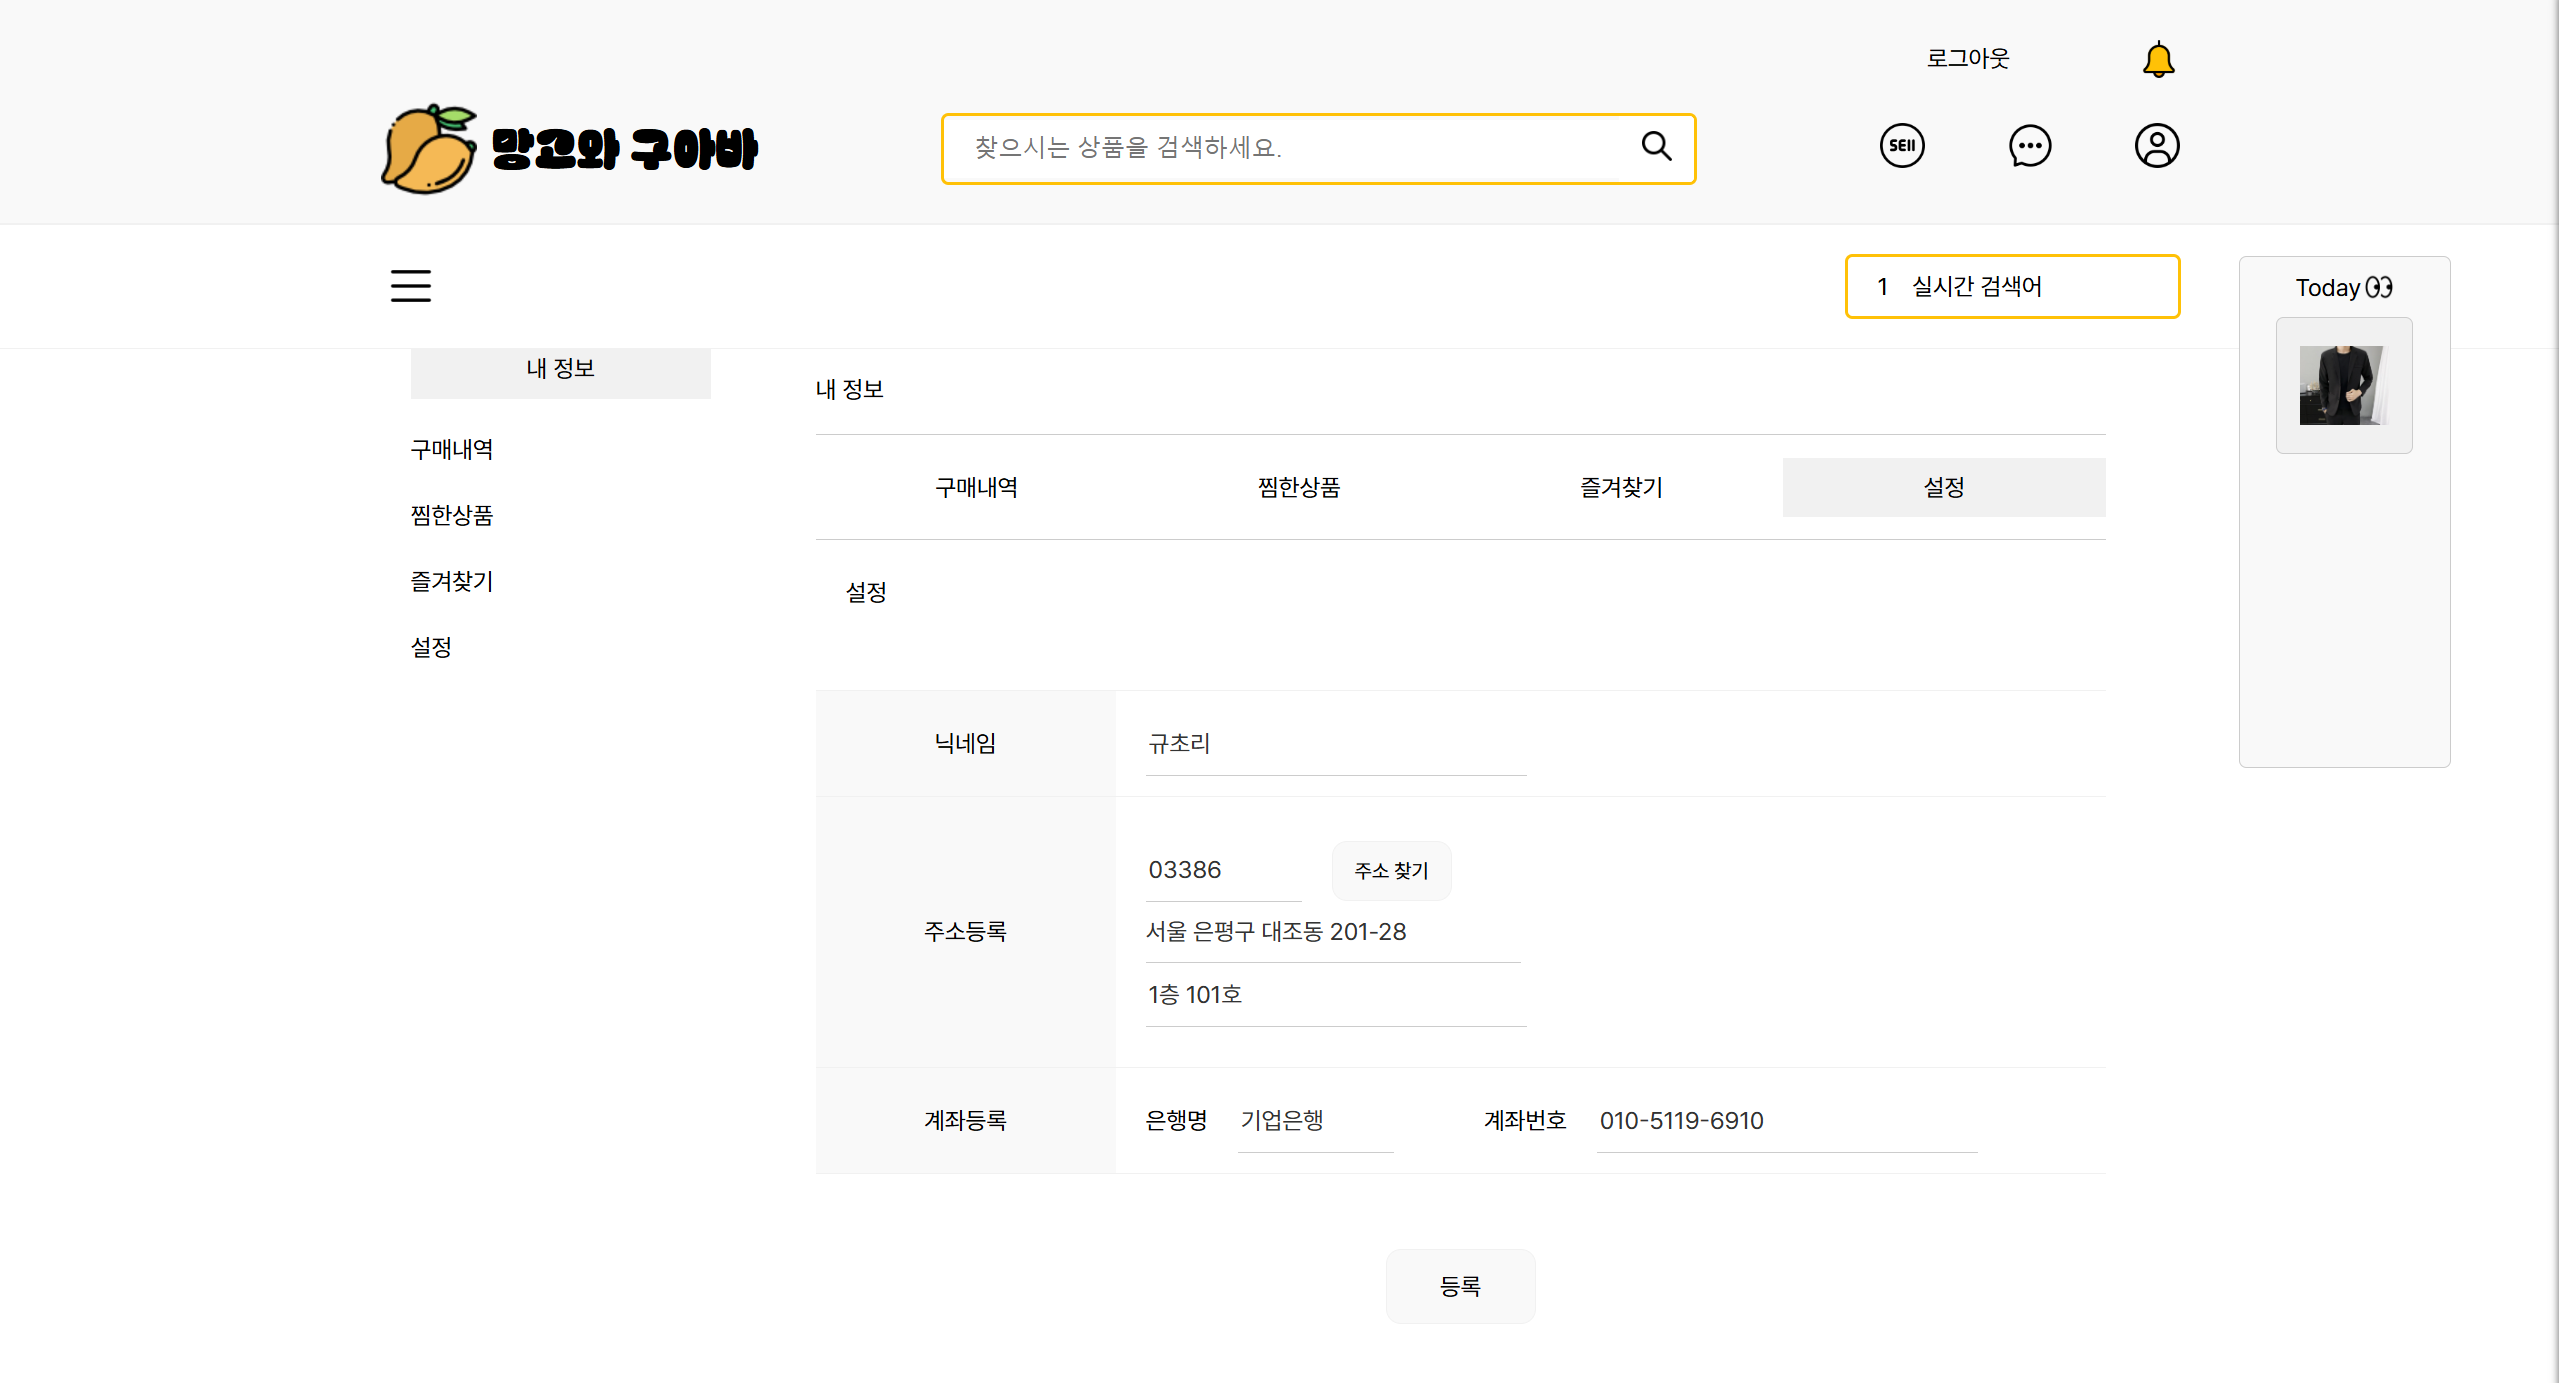 로그아웃
망고와 구아바
찾으시는 상품을 검색하세요.
SEll
1 실시간 검색어
Today
내 정보
구매내역
찜한상품
즐겨찾기
설정
내 정보
구매내역 찜한상품 즐겨찾기 설정
설정
닉네임 규초리
주소등록
03386 주소 찾기
서울 은평구 대조동 201-28
1층 101호
계좌등록 은행명 기업은행 계좌번호 010-5119-6910
등록